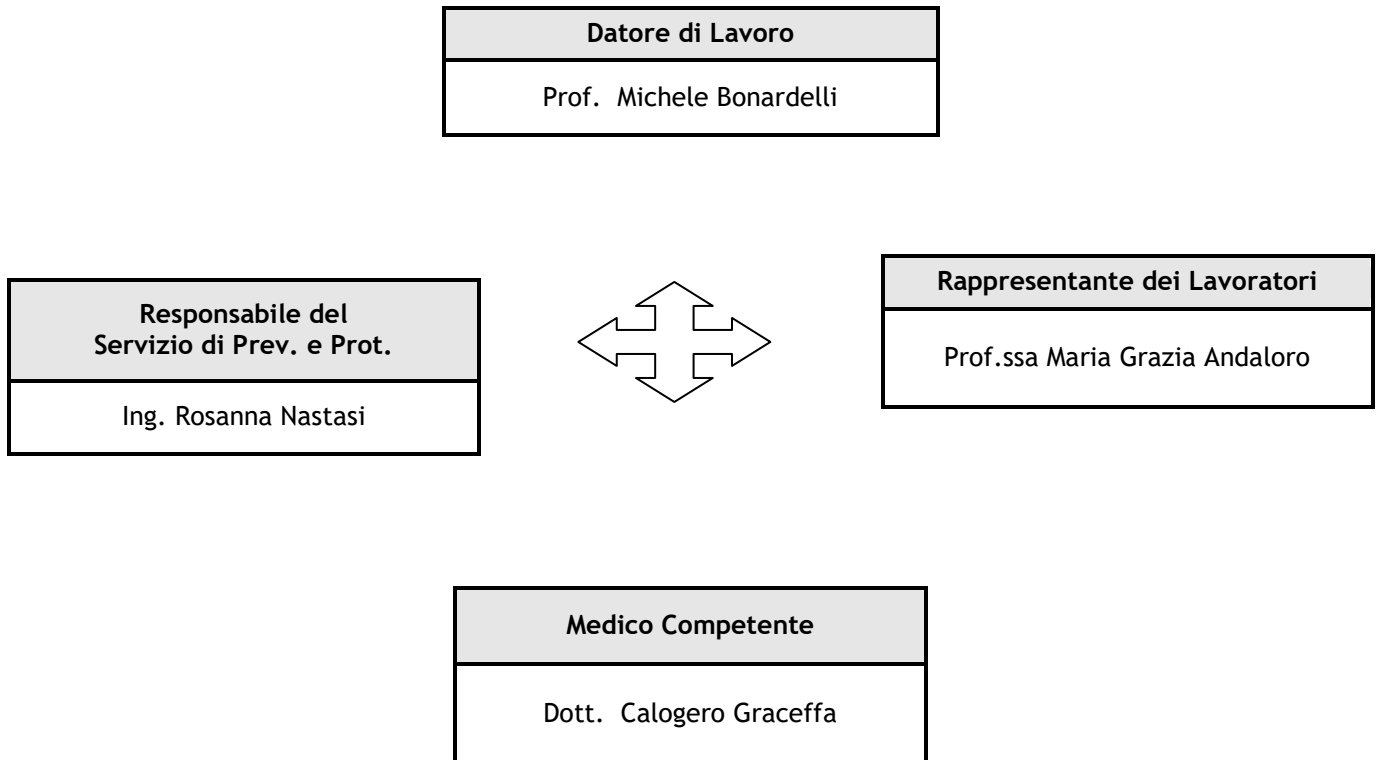 Datore di Lavoro
Prof. Michele Bonardelli
Responsabile del
Servizio di Prev. e Prot.
Ing. Rosanna Nastasi
Rappresentante dei Lavoratori
Prof.ssa Maria Grazia Andaloro
Medico Competente
Dott. Calogero Graceffa